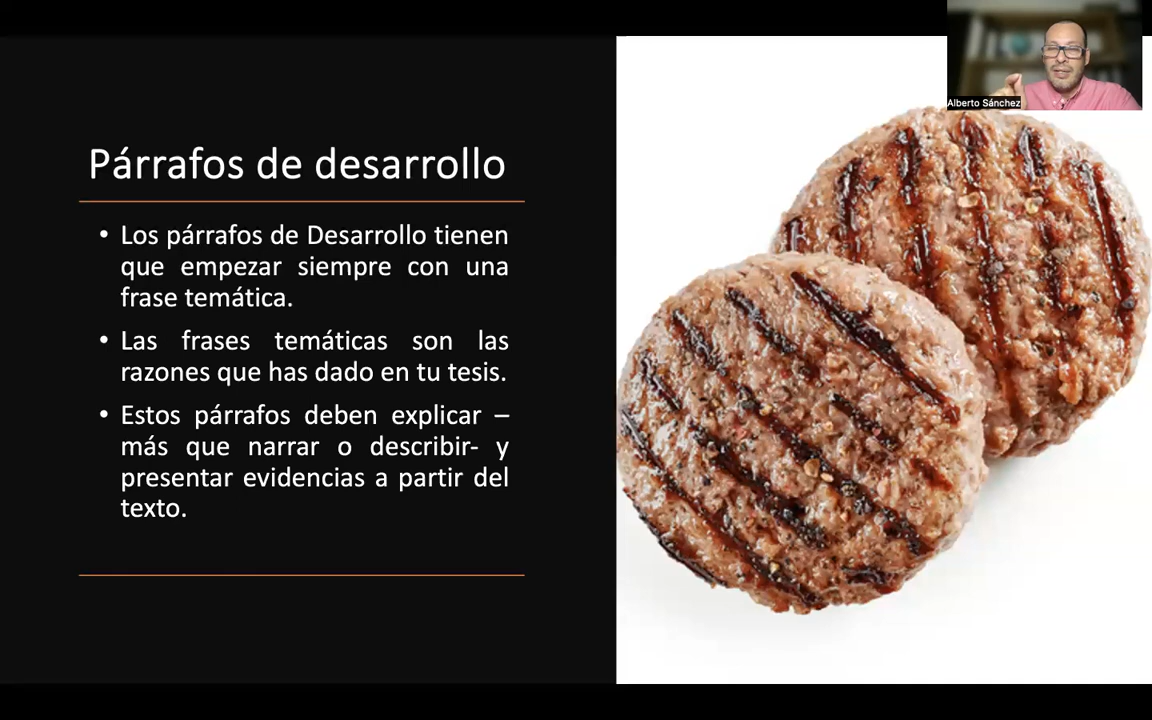 Alberto Sánchez
Párrafos de desarrollo
• Los párrafos de Desarrollo tienen
que empezar siempre con una
frase temática.
• Las frases temáticas son las
razones que has dado en tu tesis.
• Estos párrafos deben explicar –
más que narrar o describir- y
presentar evidencias a partir del
texto.